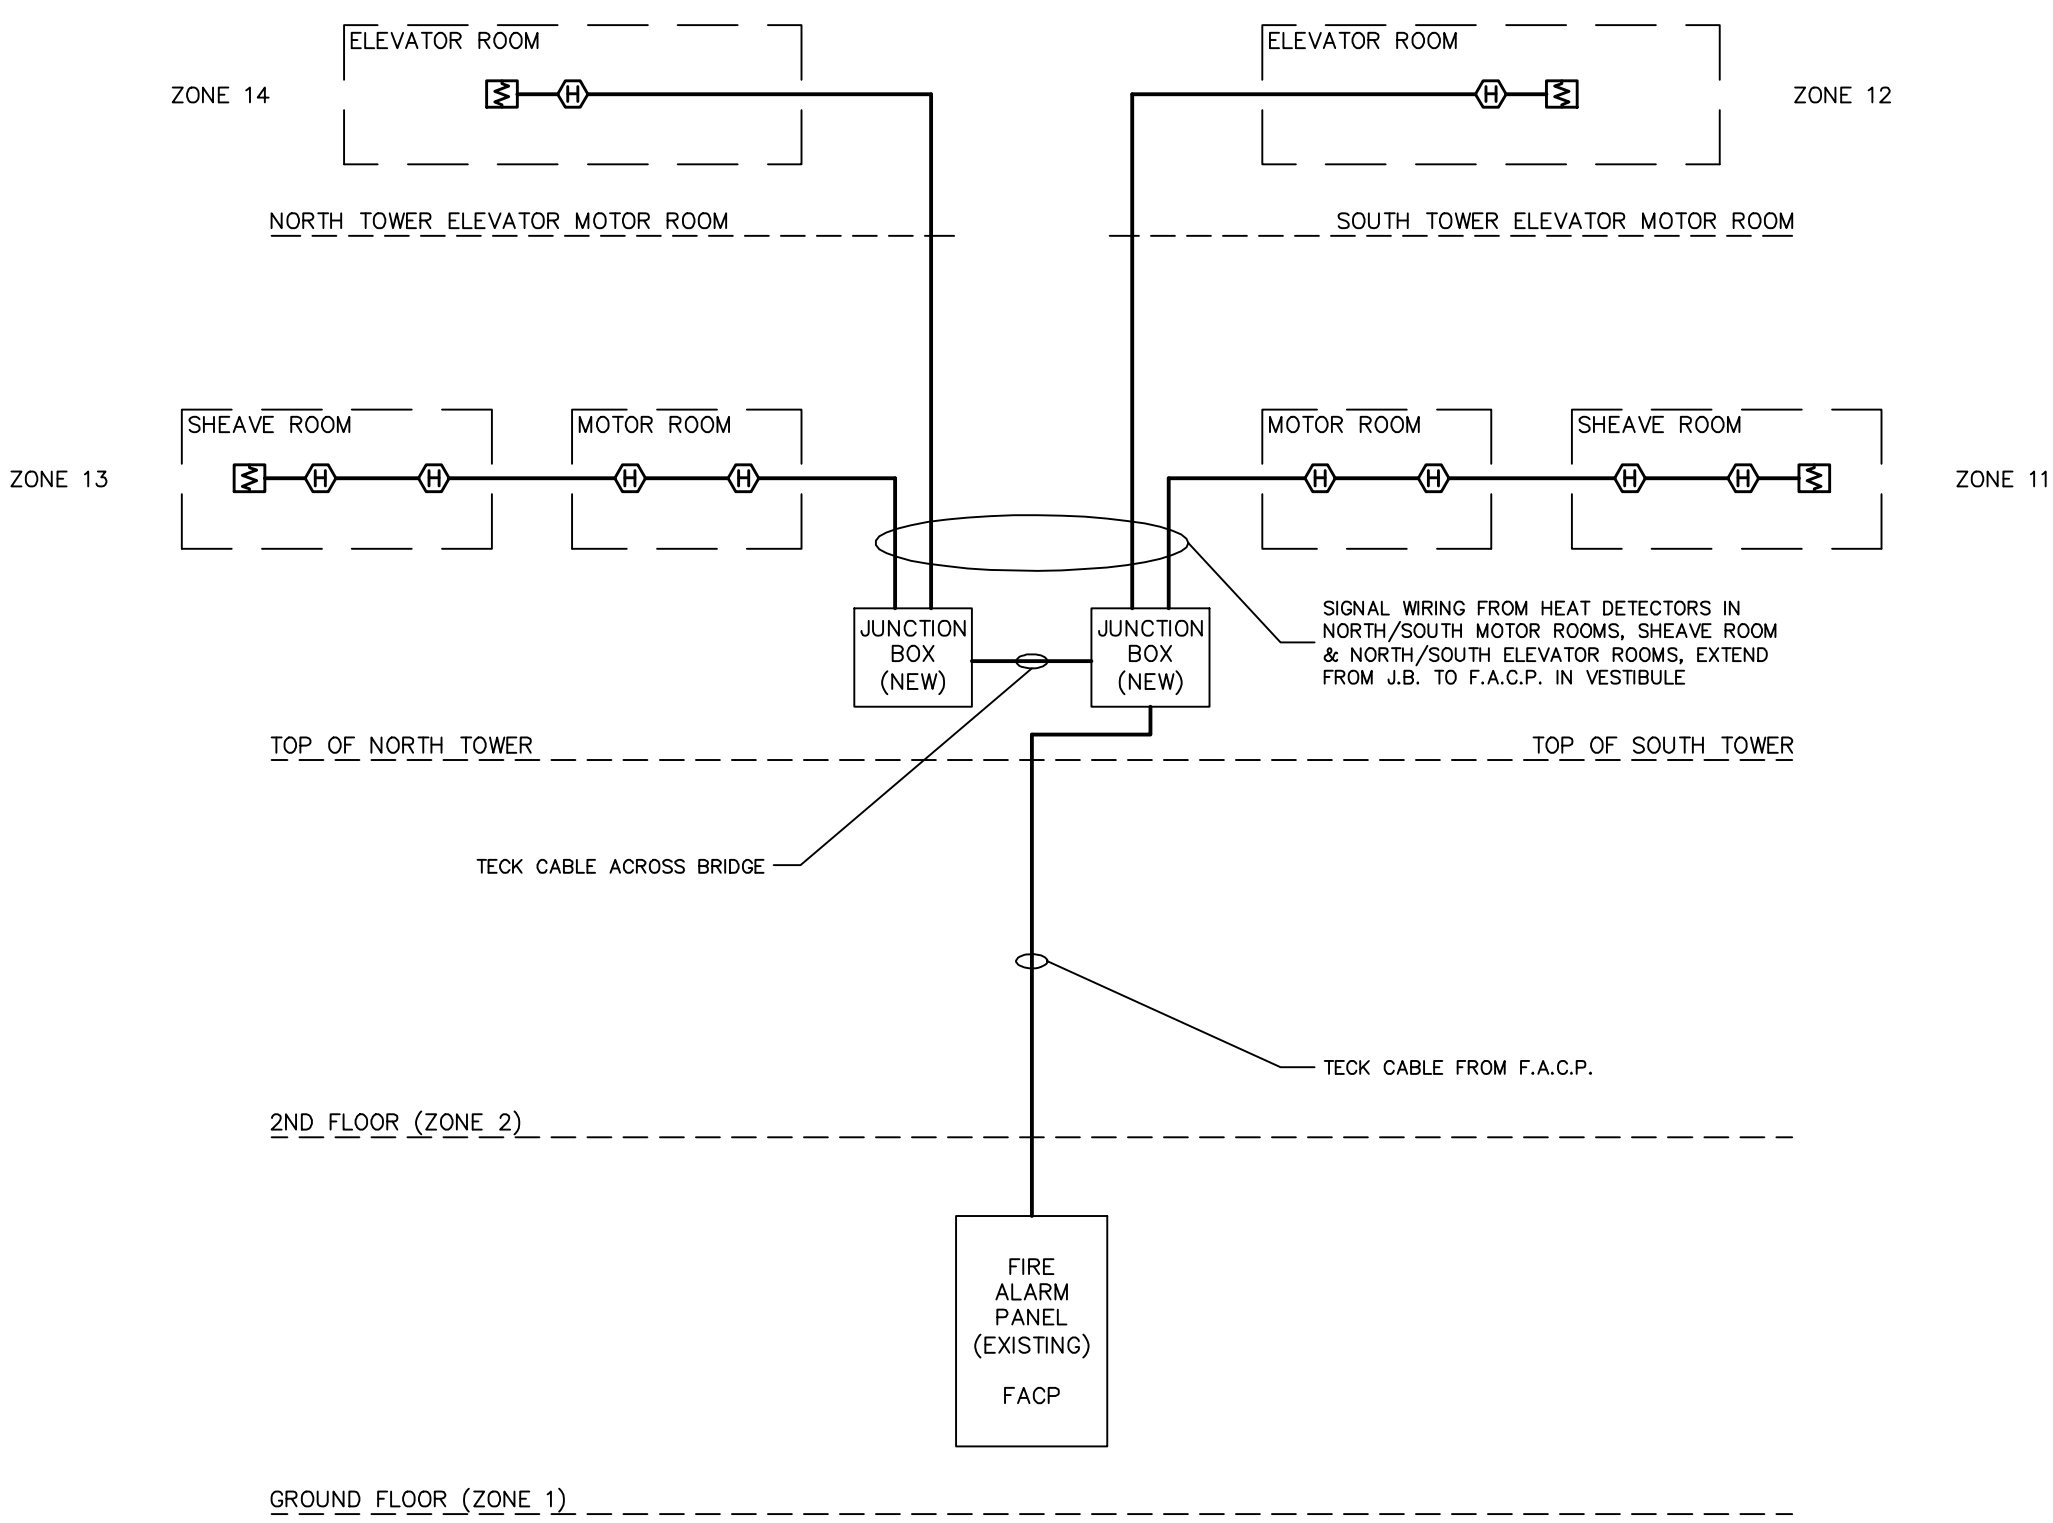 ELEVATOR ROOM
ELEVATOR ROOM
ZONE 14
H
H
ZONE 12
NORTH TOWER ELEVATOR MOTOR ROOM
SOUTH TOWER ELEVATOR MOTOR ROOM
SHEAVE ROOM
MOTOR ROOM
MOTOR ROOM
SHEAVE ROOM
ZONE 13
H
H
H
H
H
H
H
H
ZONE 11
JUNCTION
BOX
(NEW)
JUNCTION
BOX
(NEW)
SIGNAL WIRING FROM HEAT DETECTORS IN
NORTH/SOUTH MOTOR ROOMS, SHEAVE ROOM
& NORTH/SOUTH ELEVATOR ROOMS, EXTEND
FROM J.B. TO F.A.C.P. IN VESTIBULE
TOP OF NORTH TOWER
TOP OF SOUTH TOWER
TECK CABLE ACROSS BRIDGE
TECK CABLE FROM F.A.C.P.
2ND FLOOR (ZONE 2)
FIRE
ALARM
PANEL
(EXISTING)
FACP
GROUND FLOOR (ZONE 1)